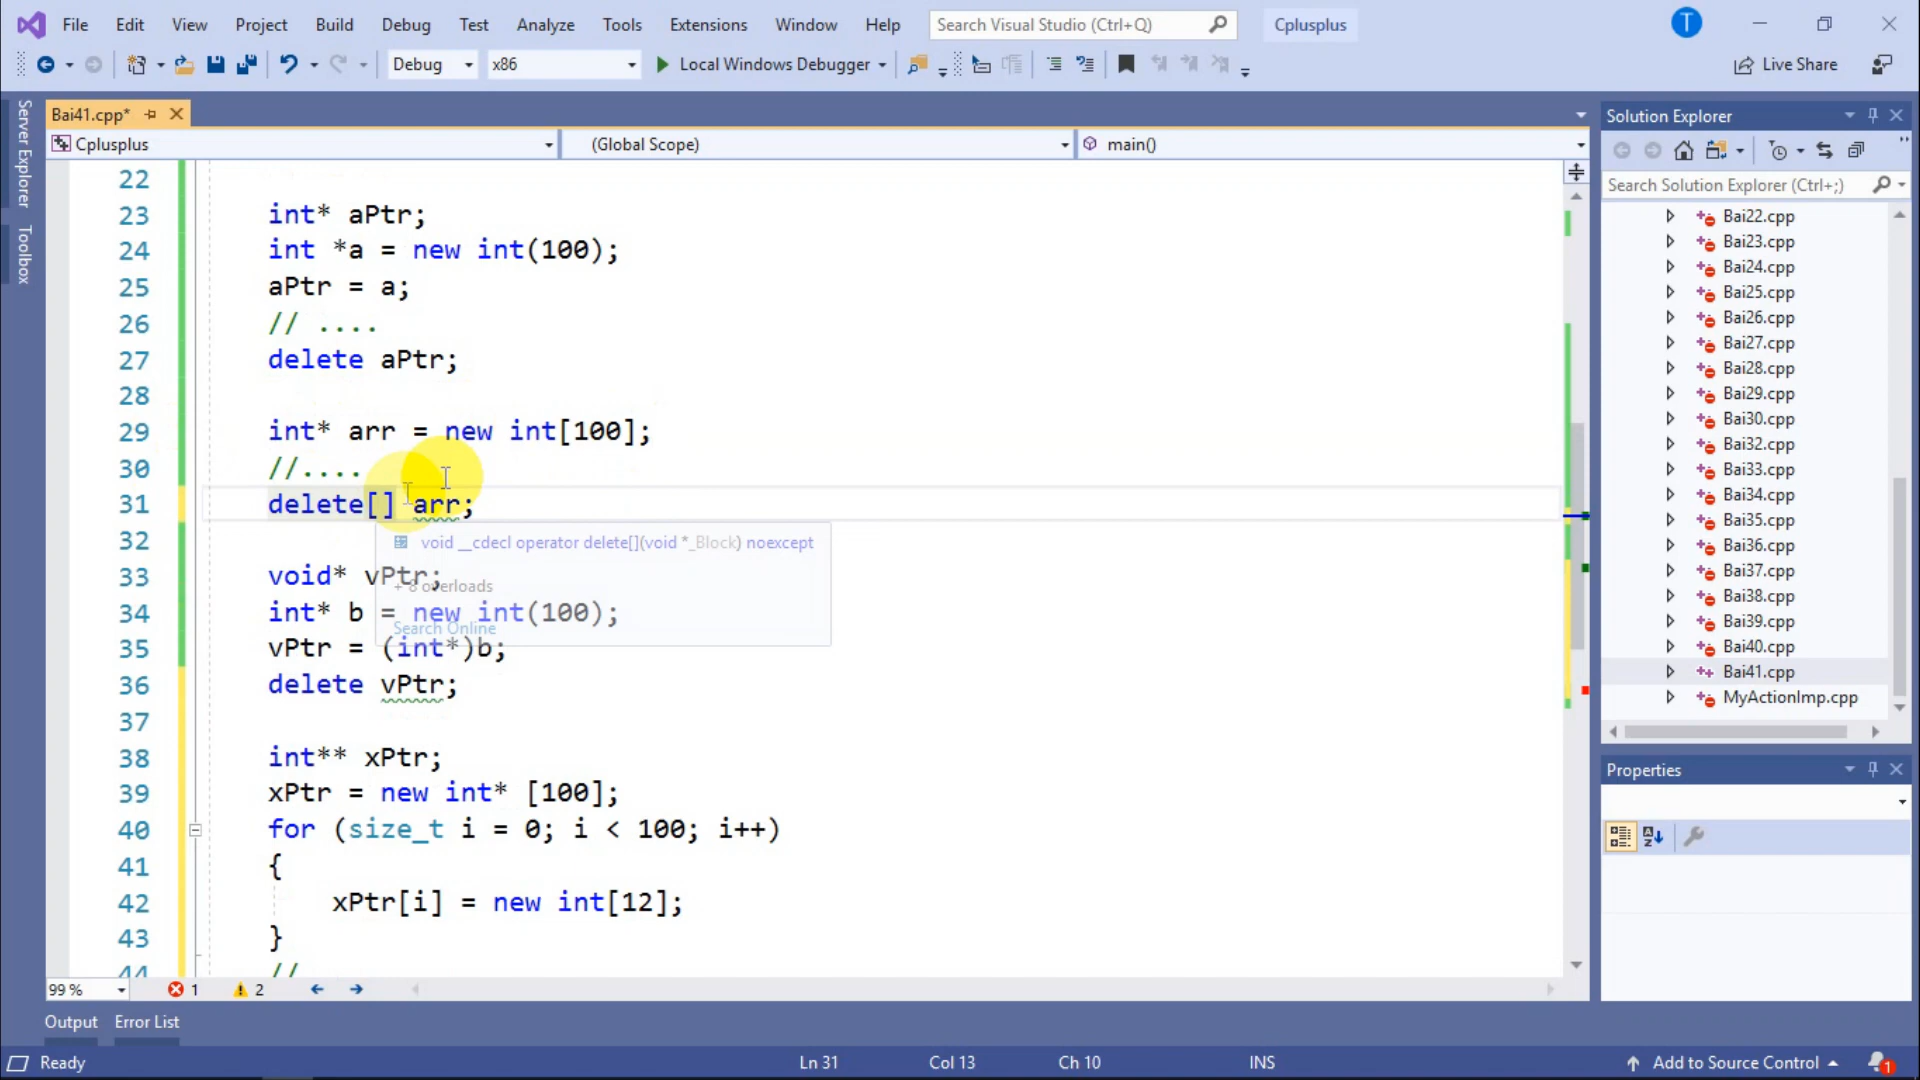 File Edit View Project Build Debug Test Analyze Tools Extensions Window Help Search Visual Studio (Ctrl+Q) Cplusplus T
Debug x86 Local Windows Debugger Live Share
Server Explorer
Toolbox
Bai41.cpp*
Cplusplus (Global Scope) main()
22
23 int* aPtr;
24 int *a = new int(100);
25 aPtr = a;
26 // ....
27 delete aPtr;
28
29 int* arr = new int[100];
30 //....
31 delete[] arr;
void __cdecl operator delete[](void *_Block) noexcept
32
33 void* vPtr;
+ 8 overloads
34 int* b = new int(100);
Search Online
35 vPtr = (int*)b;
36 delete vPtr;
37
38 int** xPtr;
39 xPtr = new int* [100];
40 for (size_t i = 0; i < 100; i++)
41 {
42 xPtr[i] = new int[12];
43 }
44 //
99 % 1 2
Solution Explorer
Search Solution Explorer (Ctrl+;)
Bai22.cpp
Bai23.cpp
Bai24.cpp
Bai25.cpp
Bai26.cpp
Bai27.cpp
Bai28.cpp
Bai29.cpp
Bai30.cpp
Bai32.cpp
Bai33.cpp
Bai34.cpp
Bai35.cpp
Bai36.cpp
Bai37.cpp
Bai38.cpp
Bai39.cpp
Bai40.cpp
Bai41.cpp
MyActionImp.cpp
Properties
Output Error List
Ready Ln 31 Col 13 Ch 10 INS Add to Source Control 1